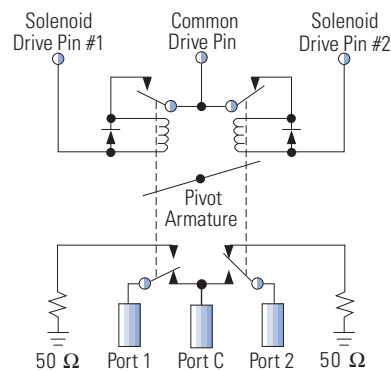 Solenoid
Drive Pin #1
Common
Drive Pin
Solenoid
Drive Pin #2
Pivot
Armature
50 Ω
Port 1
Port C
Port 2
50 Ω